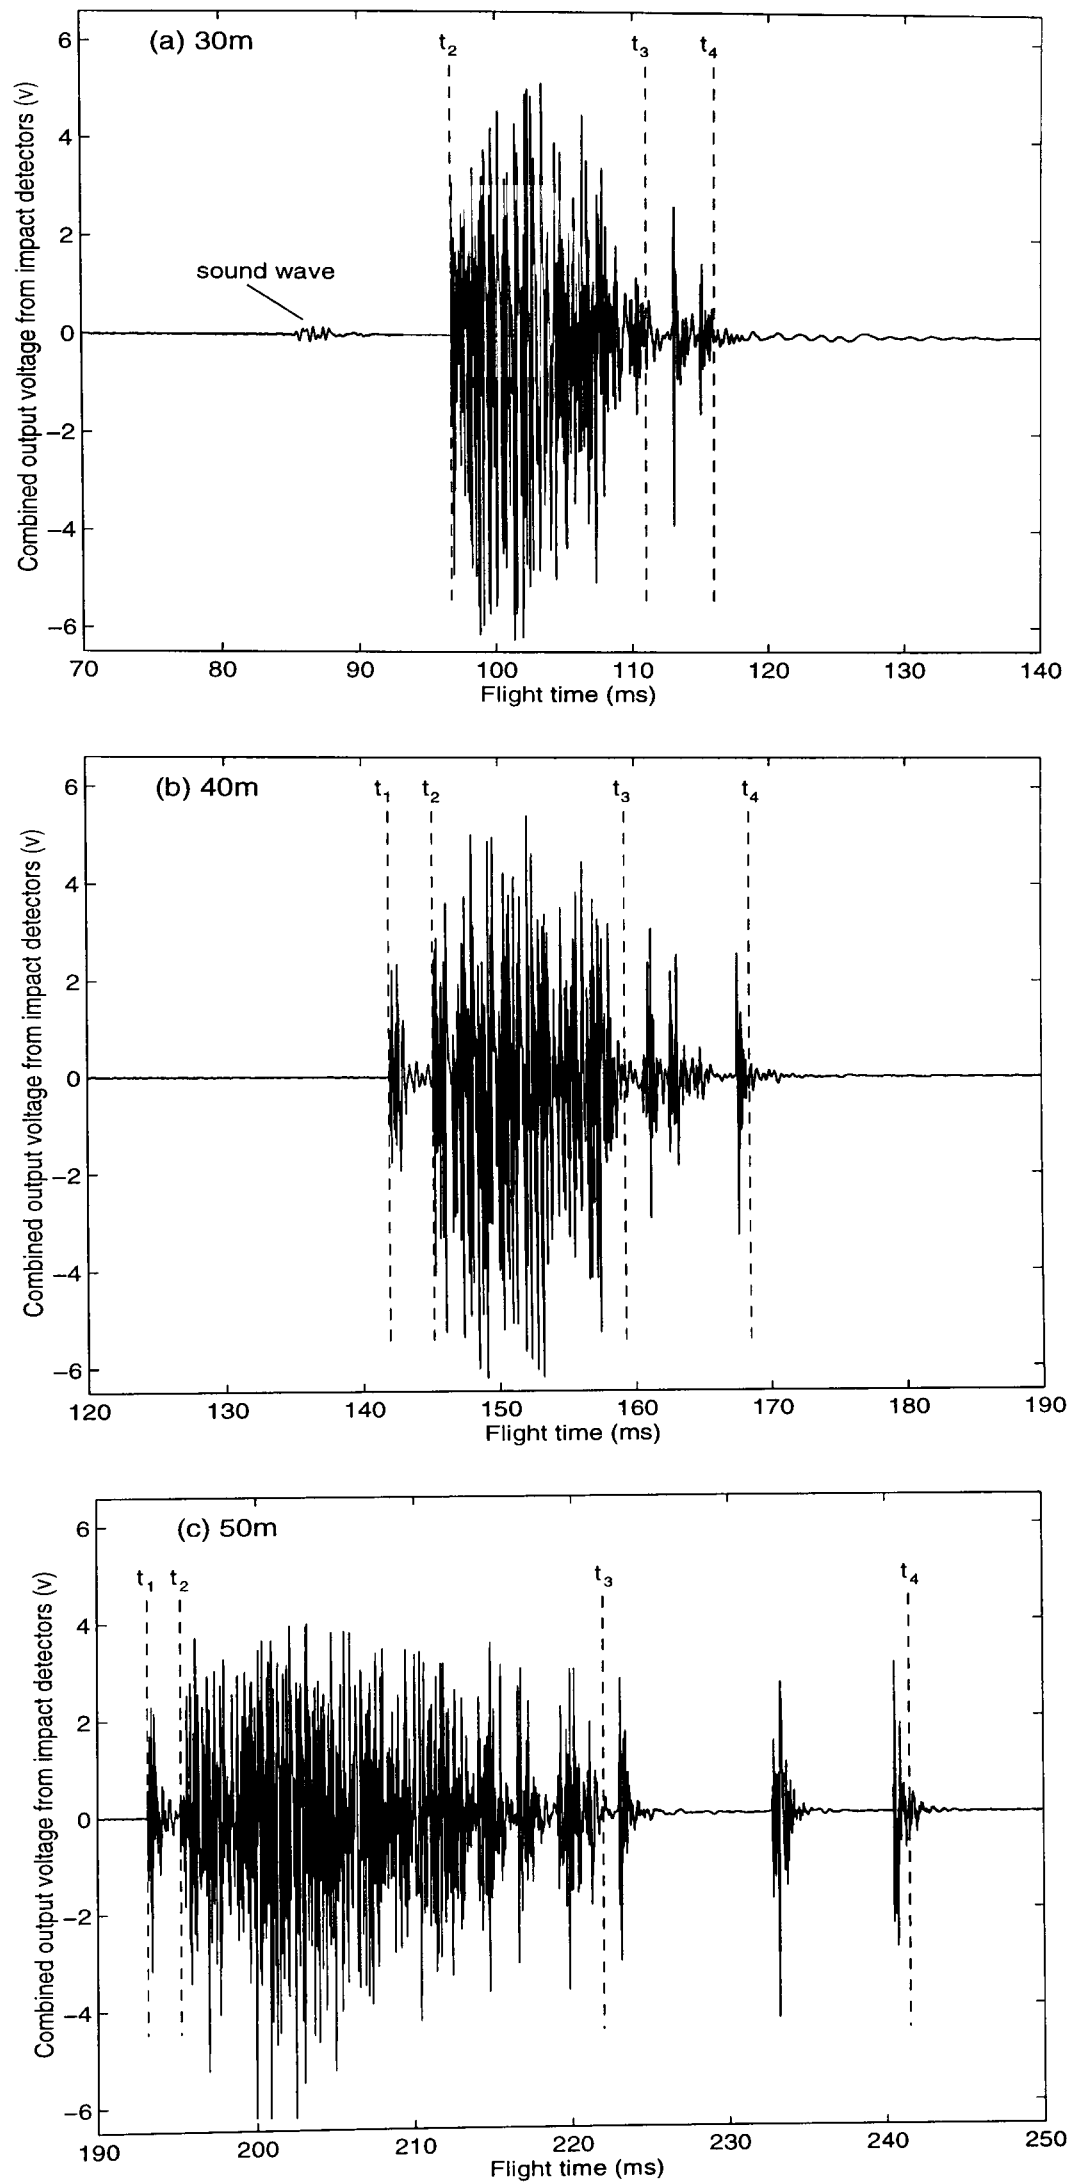 (a) 30m
t2 t3 t4
6
4
2
0
−2
−4
−6
sound wave
Combined output voltage from impact detectors (v)
70 80 90 100 110 120 130 140
Flight time (ms)
(b) 40m
t1 t2 t3 t4
6
4
2
0
−2
−4
−6
Combined output voltage from impact detectors (v)
120 130 140 150 160 170 180 190
Flight time (ms)
(c) 50m
t1 t2 t3 t4
6
4
2
0
−2
−4
−6
Combined output voltage from impact detectors (v)
190 200 210 220 230 240 250
Flight time (ms)